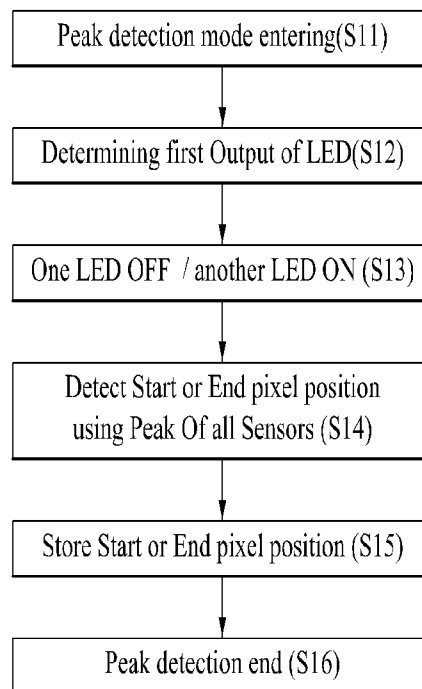 Peak detection mode entering(S11)
Determining first Output of LED(S12)
One LED OFF / another LED ON (S13)
Detect Start or End pixel position
using Peak Of all Sensors (S14)
Store Start or End pixel position (S15)
Peak detection end (S16)